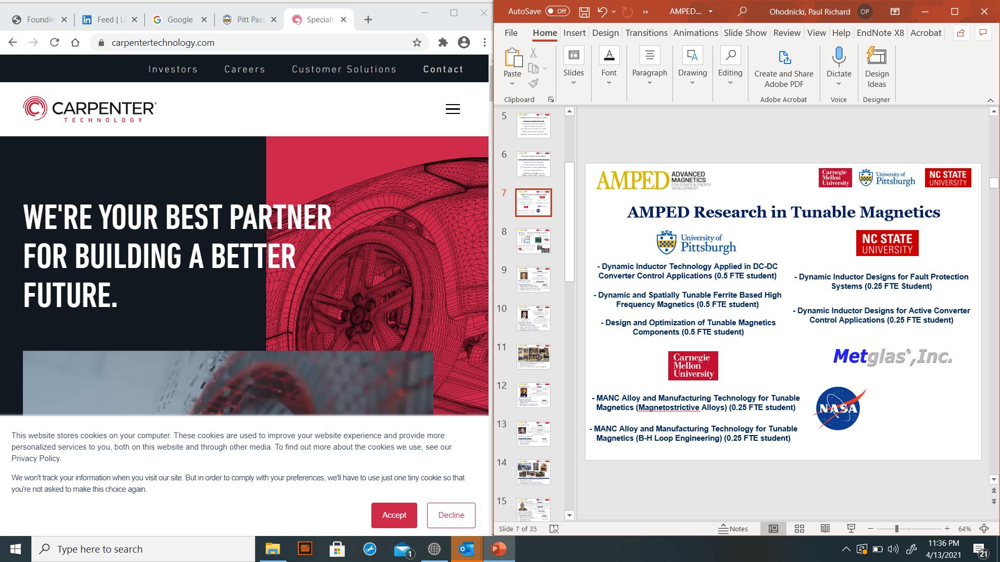 Foundin
Feed | Li
Google
Pitt Pass
Specialt
carpentertechnology.com
Investors
Careers
Customer Solutions
Contact
CARPENTER®
TECHNOLOGY
WE'RE YOUR BEST PARTNER
FOR BUILDING A BETTER
FUTURE.
This website stores cookies on your computer. These cookies are used to improve your website experience and provide more
personalized services to you, both on this website and through other media. To find out more about the cookies we use, see our
Privacy Policy.
We won't track your information when you visit our site. But in order to comply with your preferences, we'll have to use just one tiny cookie so that
you're not asked to make this choice again.
Accept
Decline
AutoSave Off
AMPED...
Ohodnicki, Paul Richard OP
File Home Insert Design Transitions Animations Slide Show Review View Help EndNote X8 Acrobat
Paste
Slides
Font
Paragraph
Drawing
Editing
Create and Share
Adobe PDF
Dictate
Design
Ideas
Clipboard
Adobe Acrobat
Voice
Designer
5
6
7
8
9
10
11
12
13
14
15
AMPED ADVANCED
MAGNETICS
FOR POWER & ENERGY
DEVELOPMENT
Carnegie
Mellon
University
University of
Pittsburgh
NC STATE
UNIVERSITY
AMPED Research in Tunable Magnetics
University of
Pittsburgh
- Dynamic Inductor Technology Applied in DC-DC
Converter Control Applications (0.5 FTE student)
- Dynamic and Spatially Tunable Ferrite Based High
Frequency Magnetics (0.5 FTE student)
- Design and Optimization of Tunable Magnetics
Components (0.5 FTE student)
NC STATE
UNIVERSITY
- Dynamic Inductor Designs for Fault Protection
Systems (0.25 FTE Student)
- Dynamic Inductor Designs for Active Converter
Control Applications (0.25 FTE student)
Carnegie
Mellon
University
- MANC Alloy and Manufacturing Technology for Tunable
Magnetics (Magnetostrictive Alloys) (0.25 FTE student)
- MANC Alloy and Manufacturing Technology for Tunable
Magnetics (B-H Loop Engineering) (0.25 FTE student)
Metglas®,Inc.
NASA
Slide 7 of 35
Notes
64%
Type here to search
1
11:36 PM
4/13/2021
21